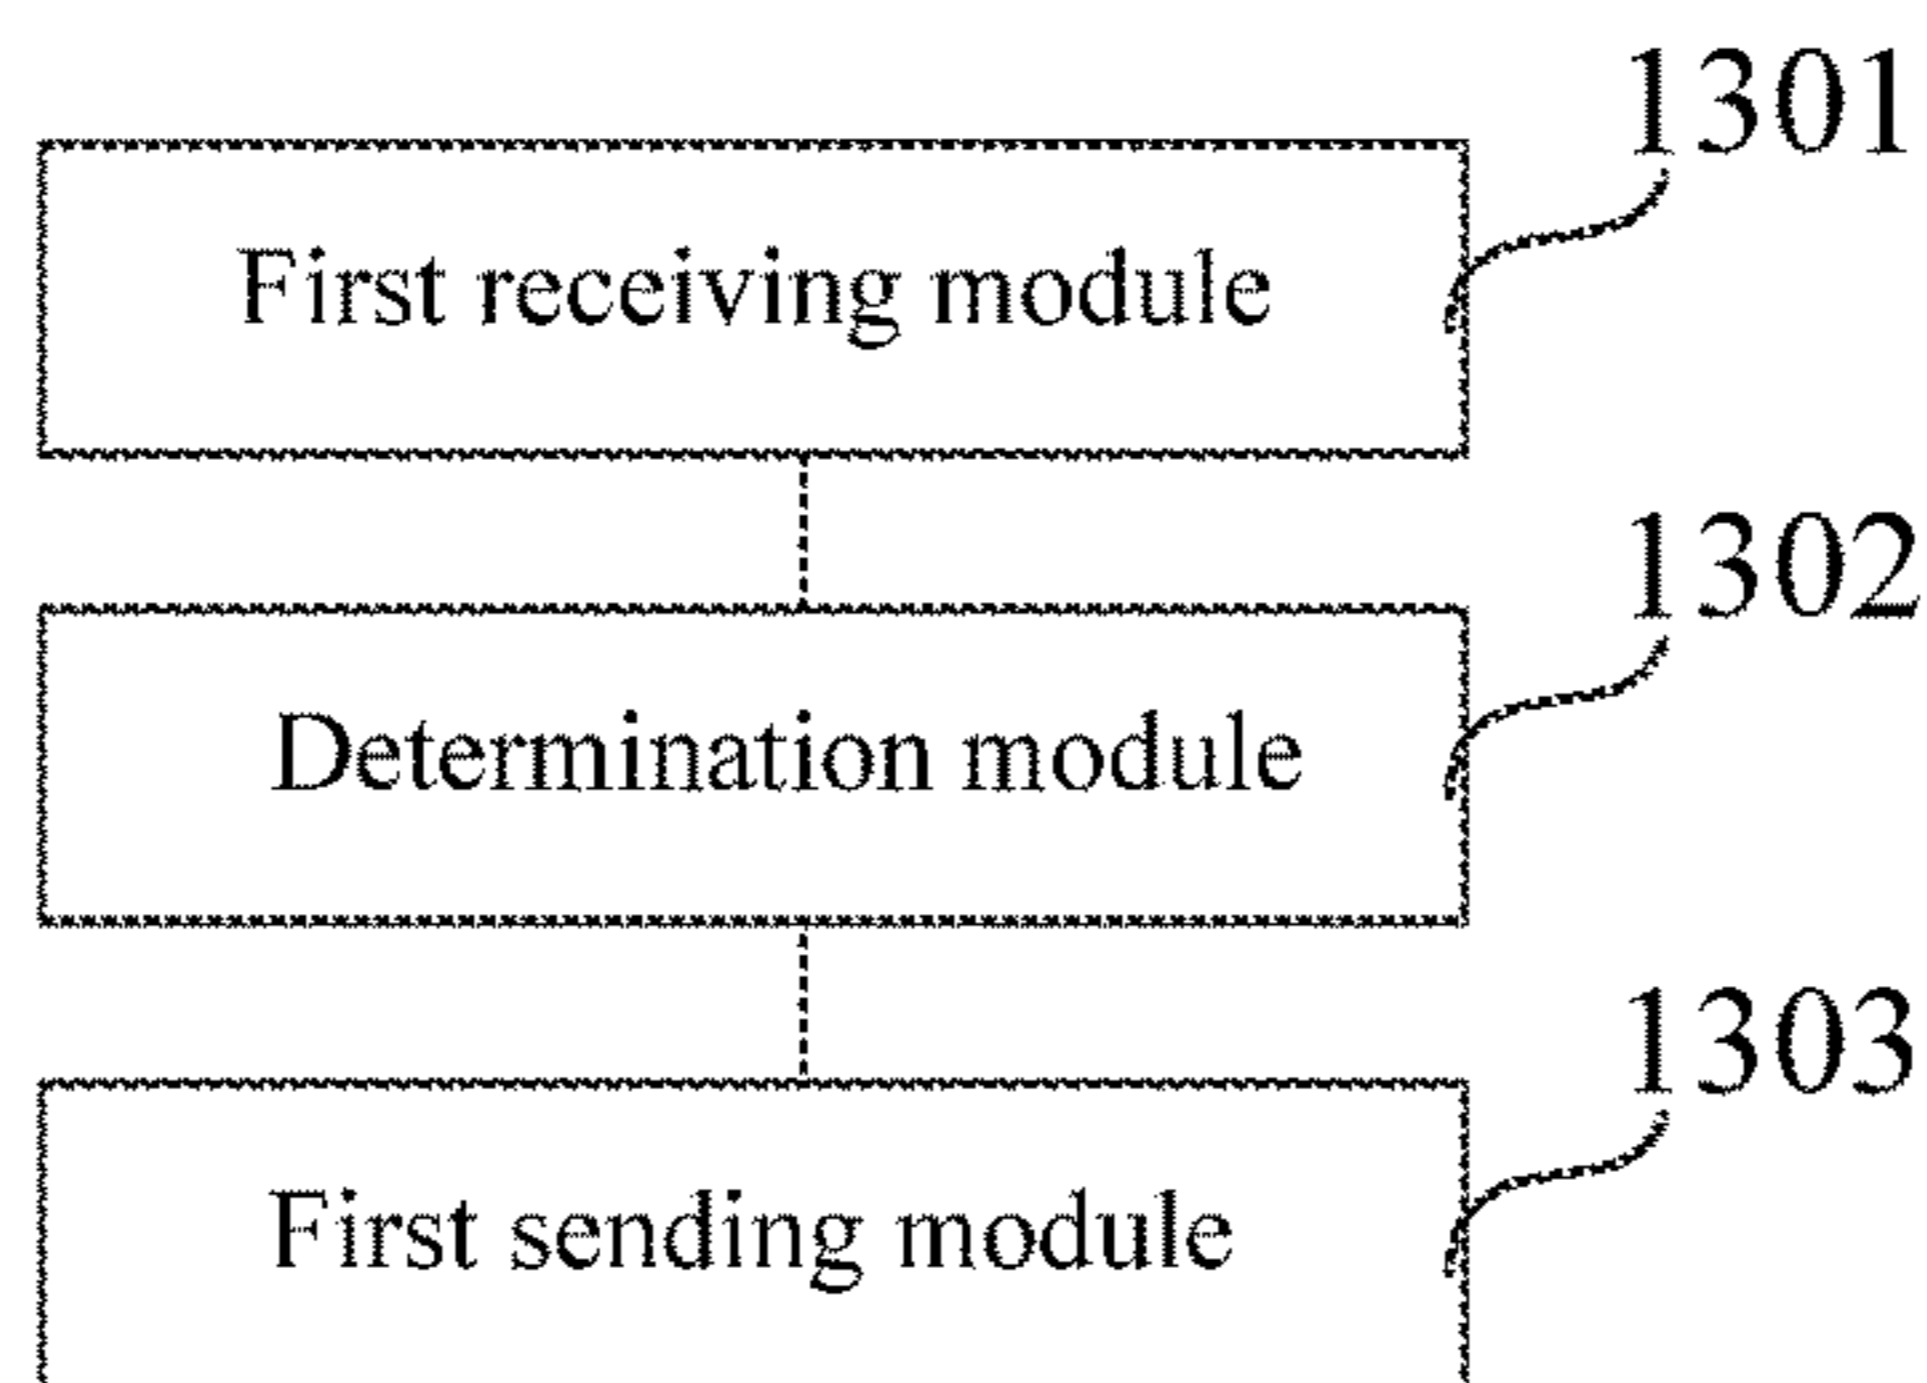 1301
First receiving module
1302
Determination module
1303
First sending module